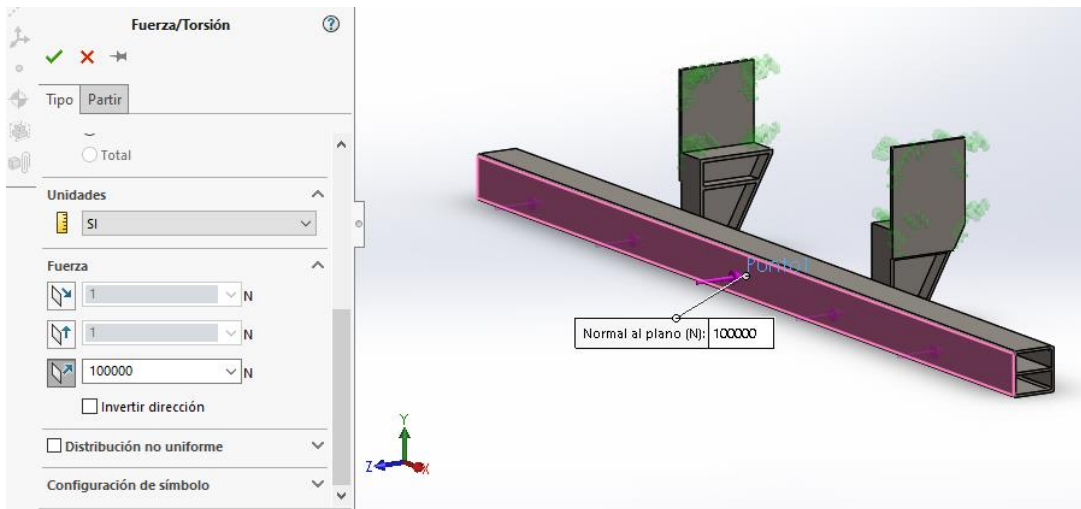 Fuerza/Torsión
Tipo
Partir
Total
Unidades
SI
Fuerza
1 N
1 N
100000 N
Invertir dirección
Distribución no uniforme
Configuración de símbolo
Punto1
Normal al plano (N): 100000
Y
Z
X